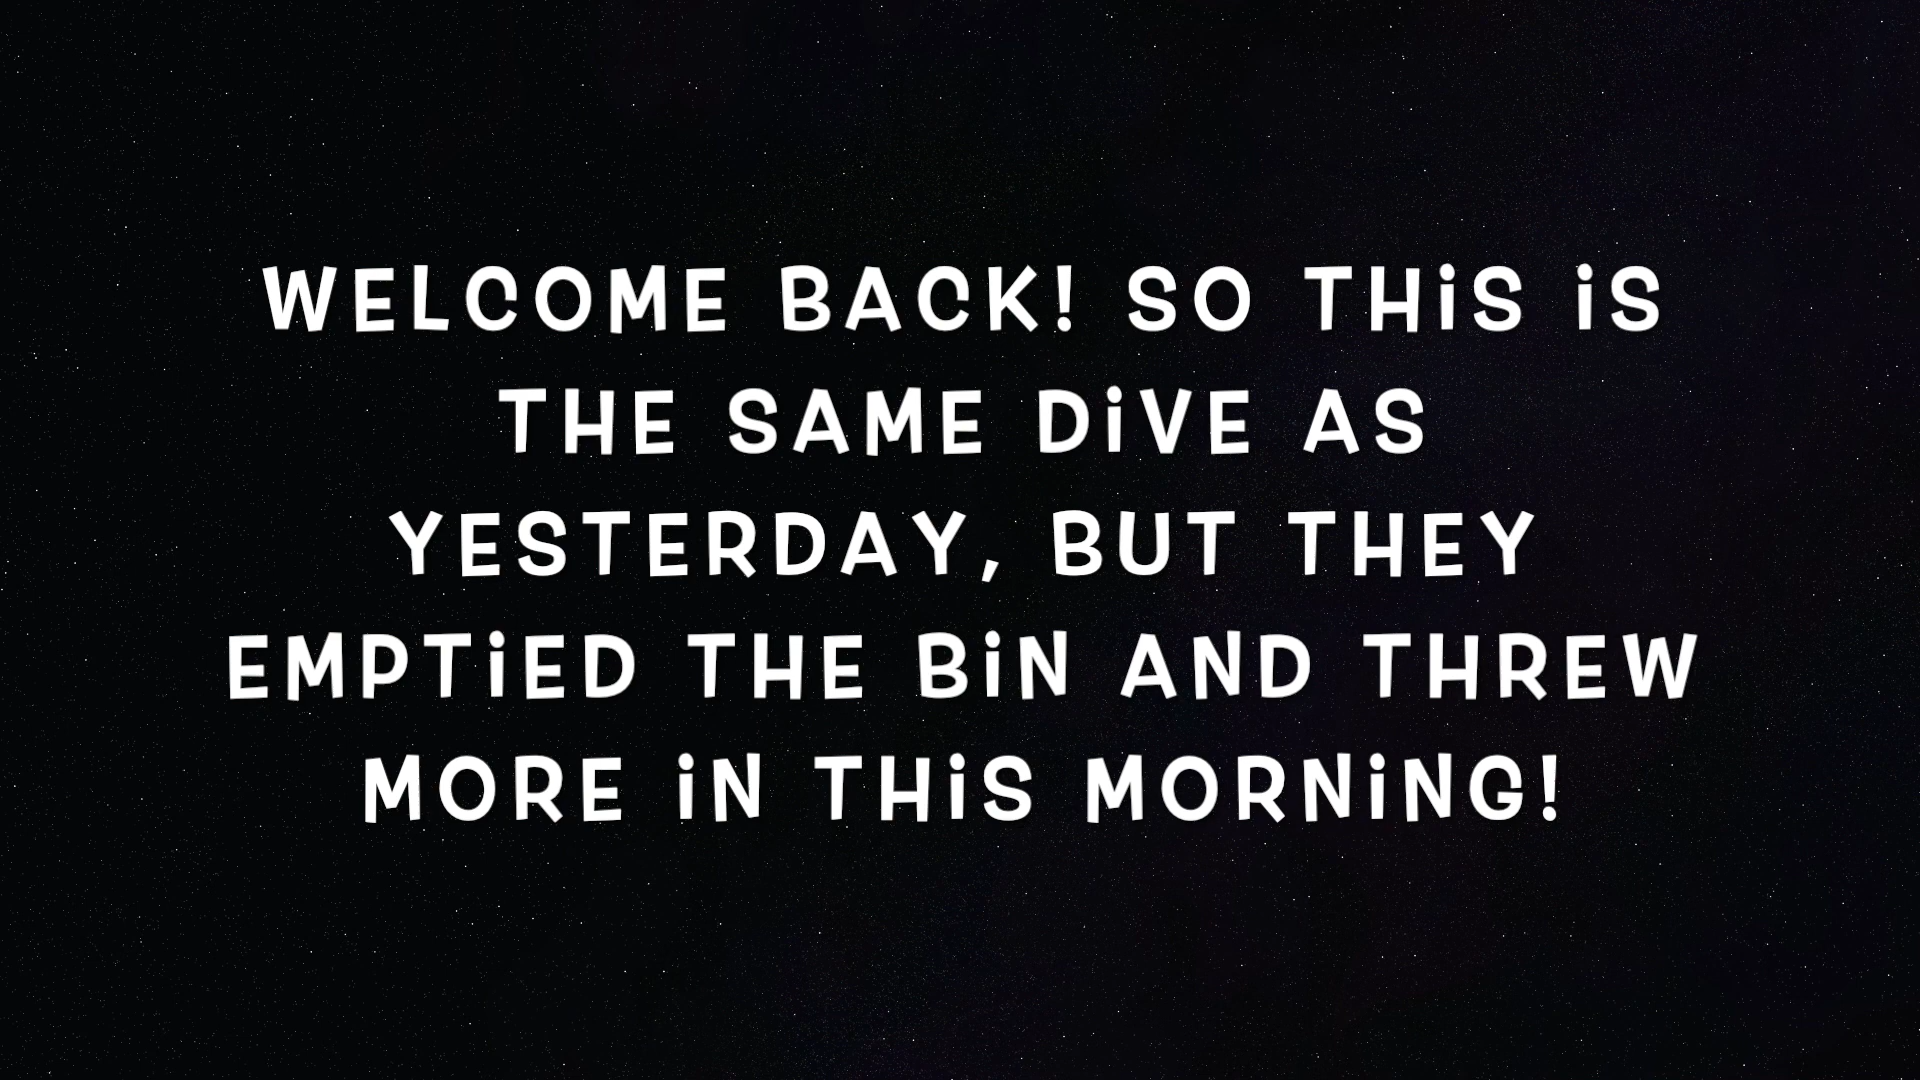 WELCOME BACK! SO THiS iS
THE SAME DiVE AS
YESTERDAY, BUT THEY
EMPTiED THE BiN AND THREW
MORE iN THiS MORNiNG!